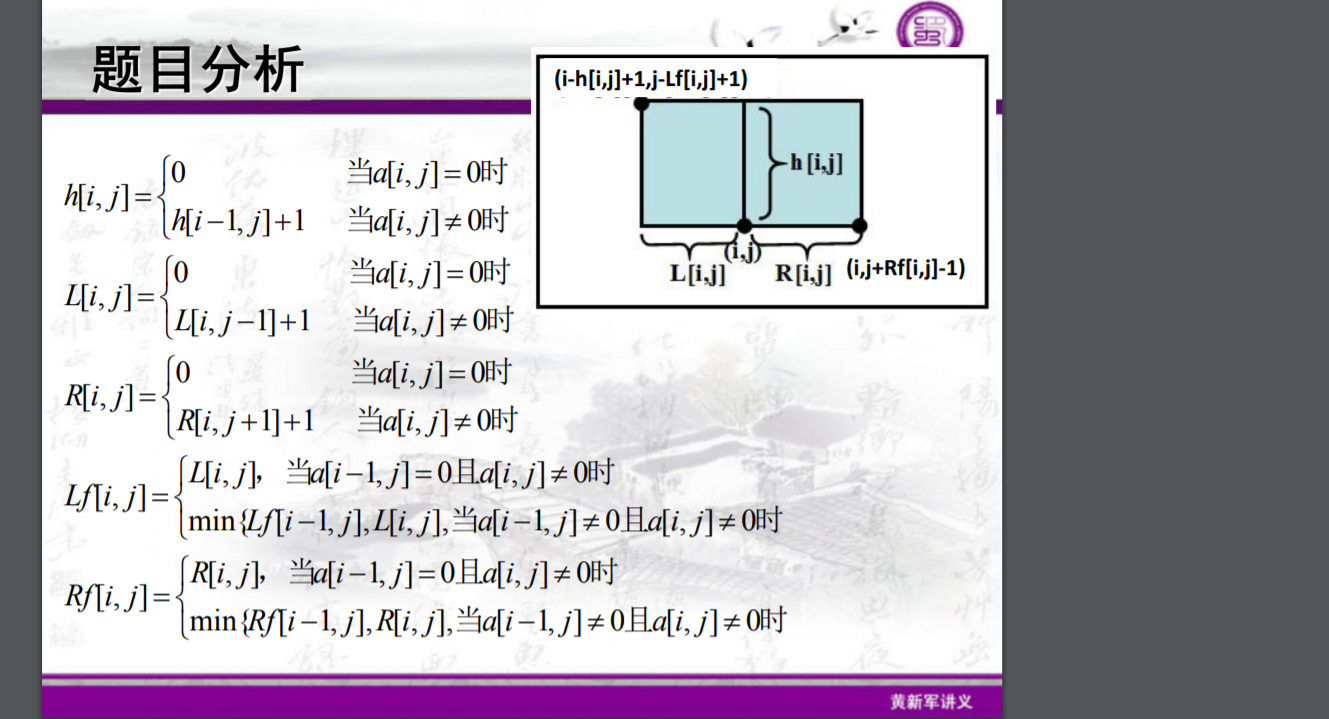 题目分析
(i-h[i,j]+1,j-Lf[i,j]+1)
h[i,j]
(i,j)
L[i,j]
R[i,j]
(i,j+Rf[i,j]-1)
h[i, j]={0 当a[i, j]=0时
h[i−1, j]+1 当a[i, j]≠0时
L[i, j]={0 当a[i, j]=0时
L[i, j−1]+1 当a[i, j]≠0时
R[i, j]={0 当a[i, j]=0时
R[i, j+1]+1 当a[i, j]≠0时
Lf[i, j]={L[i, j],当a[i−1, j]=0且a[i, j]≠0时
min{Lf[i−1, j], L[i, j],当a[i−1, j]≠0且a[i, j]≠0时
Rf[i, j]={R[i, j],当a[i−1, j]=0且a[i, j]≠0时
min{Rf[i−1, j], R[i, j],当a[i−1, j]≠0且a[i, j]≠0时
黄新军讲义